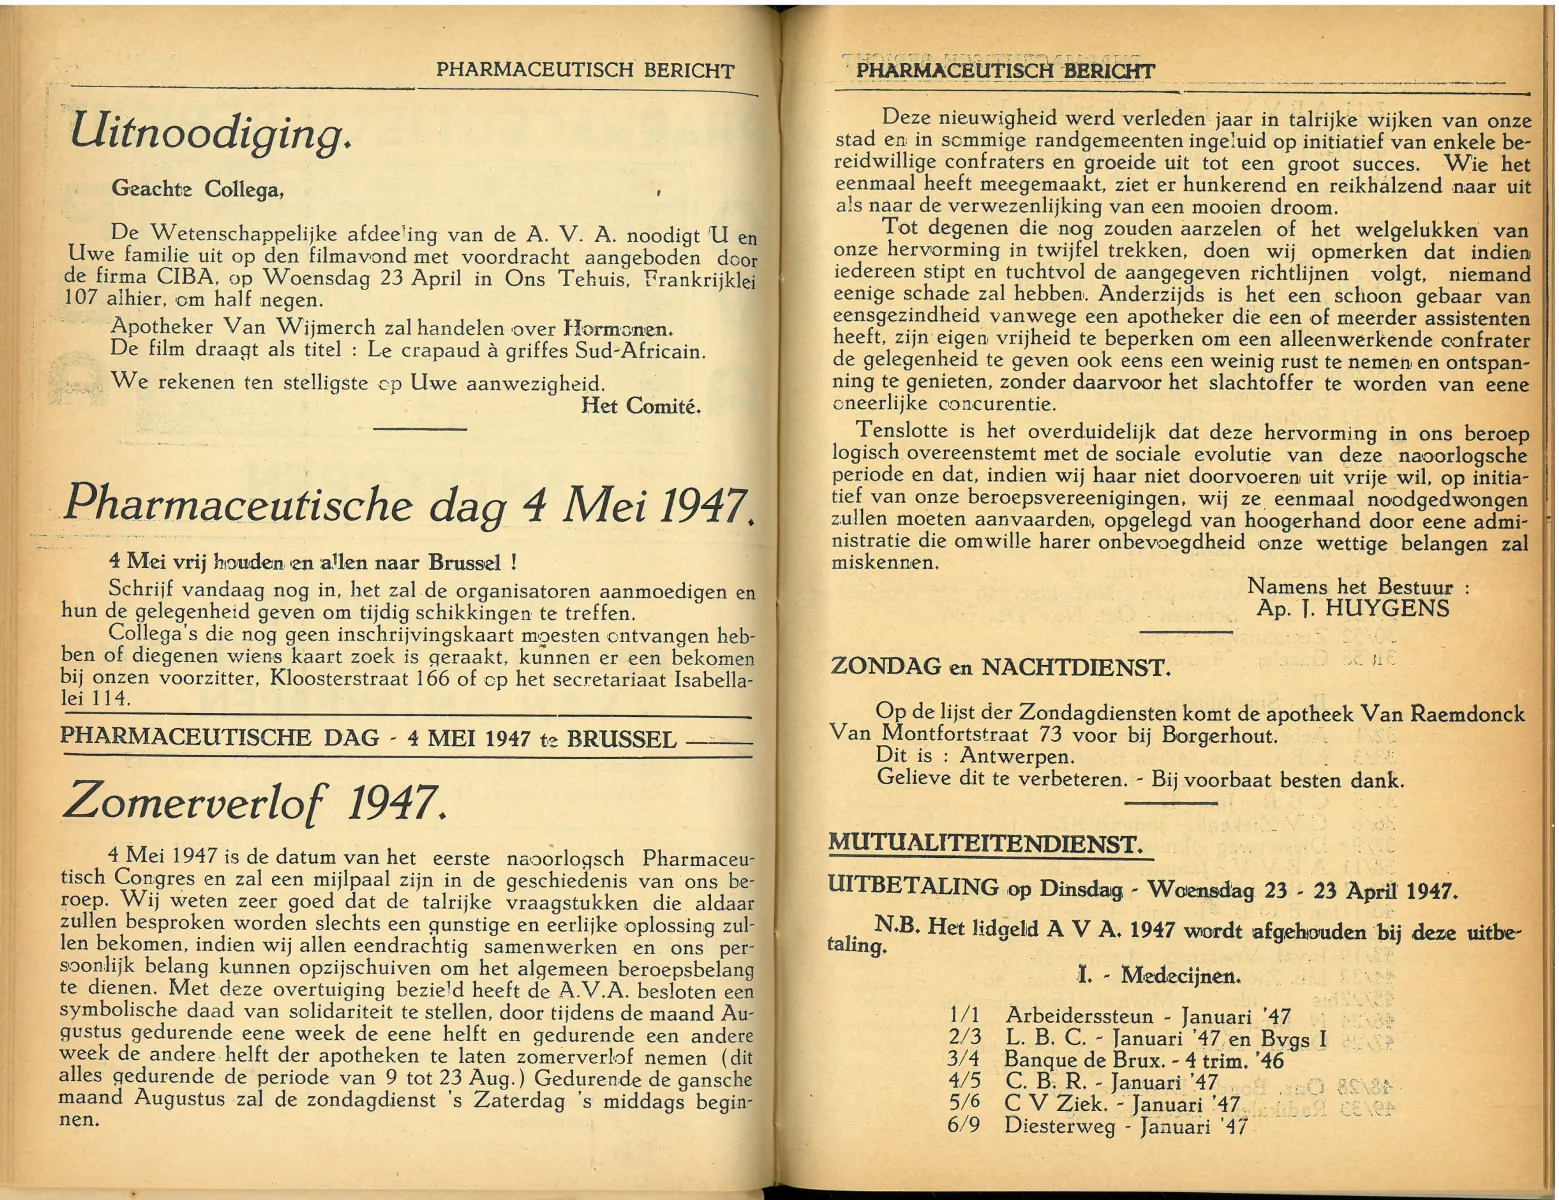 PHARMACEUTISCH BERICHT
Uitnoodiging.
Geachte Collega,
De Wetenschappelijke afdeeling van de A. V. A. noodigt U en
Uwe familie uit op den filmavond met voordracht aangeboden door
de firma CIBA, op Woensdag 23 April in Ons Tehuis, Frankrijklei
107 alhier, om half negen.
Apotheker Van Wijmerch zal handelen over Hormonen.
De film draagt als titel : Le crapaud à griffes Sud-Africain.
We rekenen ten stelligste op Uwe aanwezigheid.
Het Comité.
Pharmaceutische dag 4 Mei 1947.
4 Mei vrij houden en allen naar Brussel !
Schrijf vandaag nog in, het zal de organisatoren aanmoedigen en
hun de gelegenheid geven om tijdig schikkingen te treffen.
Collega's die nog geen inschrijvingskaart moesten ontvangen heb-
ben of diegenen wiens kaart zoek is geraakt, kunnen er een bekomen
bij onzen voorzitter, Kloosterstraat 166 of op het secretariaat Isabella-
lei 114.
PHARMACEUTISCHE DAG - 4 MEI 1947 te BRUSSEL
Zomerverlof 1947.
4 Mei 1947 is de datum van het eerste naoorlogsch Pharmaceu-
tisch Congres en zal een mijlpaal zijn in de geschiedenis van ons be-
roep. Wij weten zeer goed dat de talrijke vraagstukken die aldaar
zullen besproken worden slechts een gunstige en eerlijke oplossing zul-
len bekomen, indien wij allen eendrachtig samenwerken en ons per-
soonlijk belang kunnen opzijschuiven om het algemeen beroepsbelang
te dienen. Met deze overtuiging bezield heeft de A.V.A. besloten een
symbolische daad van solidariteit te stellen, door tijdens de maand Au-
gustus gedurende eene week de eene helft en gedurende een andere
week de andere helft der apotheken te laten zomerverlof nemen (dit
alles gedurende de periode van 9 tot 23 Aug.) Gedurende de gansche
maand Augustus zal de zondagdienst 's Zaterdag 's middags begin-
nen.
PHARMACEUTISCH BERICHT
Deze nieuwigheid werd verleden jaar in talrijke wijken van onze
stad en in sommige randgemeenten ingeluid op initiatief van enkele be-
reidwillige confraters en groeide uit tot een groot succes. Wie het
eenmaal heeft meegemaakt, ziet er hunkerend en reikhalzend naar uit
als naar de verwezenlijking van een mooien droom.
Tot degenen die nog zouden aarzelen of het welgelukken van
onze hervorming in twijfel trekken, doen wij opmerken dat indien
iedereen stipt en tuchtvol de aangegeven richtlijnen volgt, niemand
eenige schade zal hebben. Anderzijds is het een schoon gebaar van
eensgezindheid vanwege een apotheker die een of meerder assistenten
heeft, zijn eigen vrijheid te beperken om een alleenwerkende confrater
de gelegenheid te geven ook eens een weinig rust te nemen en ontspan-
ning te genieten, zonder daarvoor het slachtoffer te worden van eene
oneerlijke concurentie.
Tenslotte is het overduidelijk dat deze hervorming in ons beroep
logisch overeenstemt met de sociale evolutie van deze naoorlogsche
periode en dat, indien wij haar niet doorvoeren uit vrije wil, op initia-
tief van onze beroepsvereenigingen, wij ze eenmaal noodgedwongen
zullen moeten aanvaarden, opgelegd van hoogerhand door eene admi-
nistratie die omwille harer onbevoegdheid onze wettige belangen zal
miskennen.
Namens het Bestuur :
Ap. J. HUYGENS
ZONDAG en NACHTDIENST.
Op de lijst der Zondagdiensten komt de apotheek Van Raemdonck
Van Montfortstraat 73 voor bij Borgerhout.
Dit is : Antwerpen.
Gelieve dit te verbeteren. - Bij voorbaat besten dank.
MUTUALITEITENDIENST.
UITBETALING op Dinsdag - Woensdag 23 - 23 April 1947.
N.B. Het lidgeld A V A. 1947 wordt afgehouden bij deze uitbe-
taling.
I. - Medecijnen.
1/1 Arbeiderssteun - Januari '47
2/3 L. B. C. - Januari '47 en Bvgs I
3/4 Banque de Brux. - 4 trim. '46
4/5 C. B. R. - Januari '47
5/6 C V Ziek. - Januari '47
6/9 Diesterweg - Januari '47